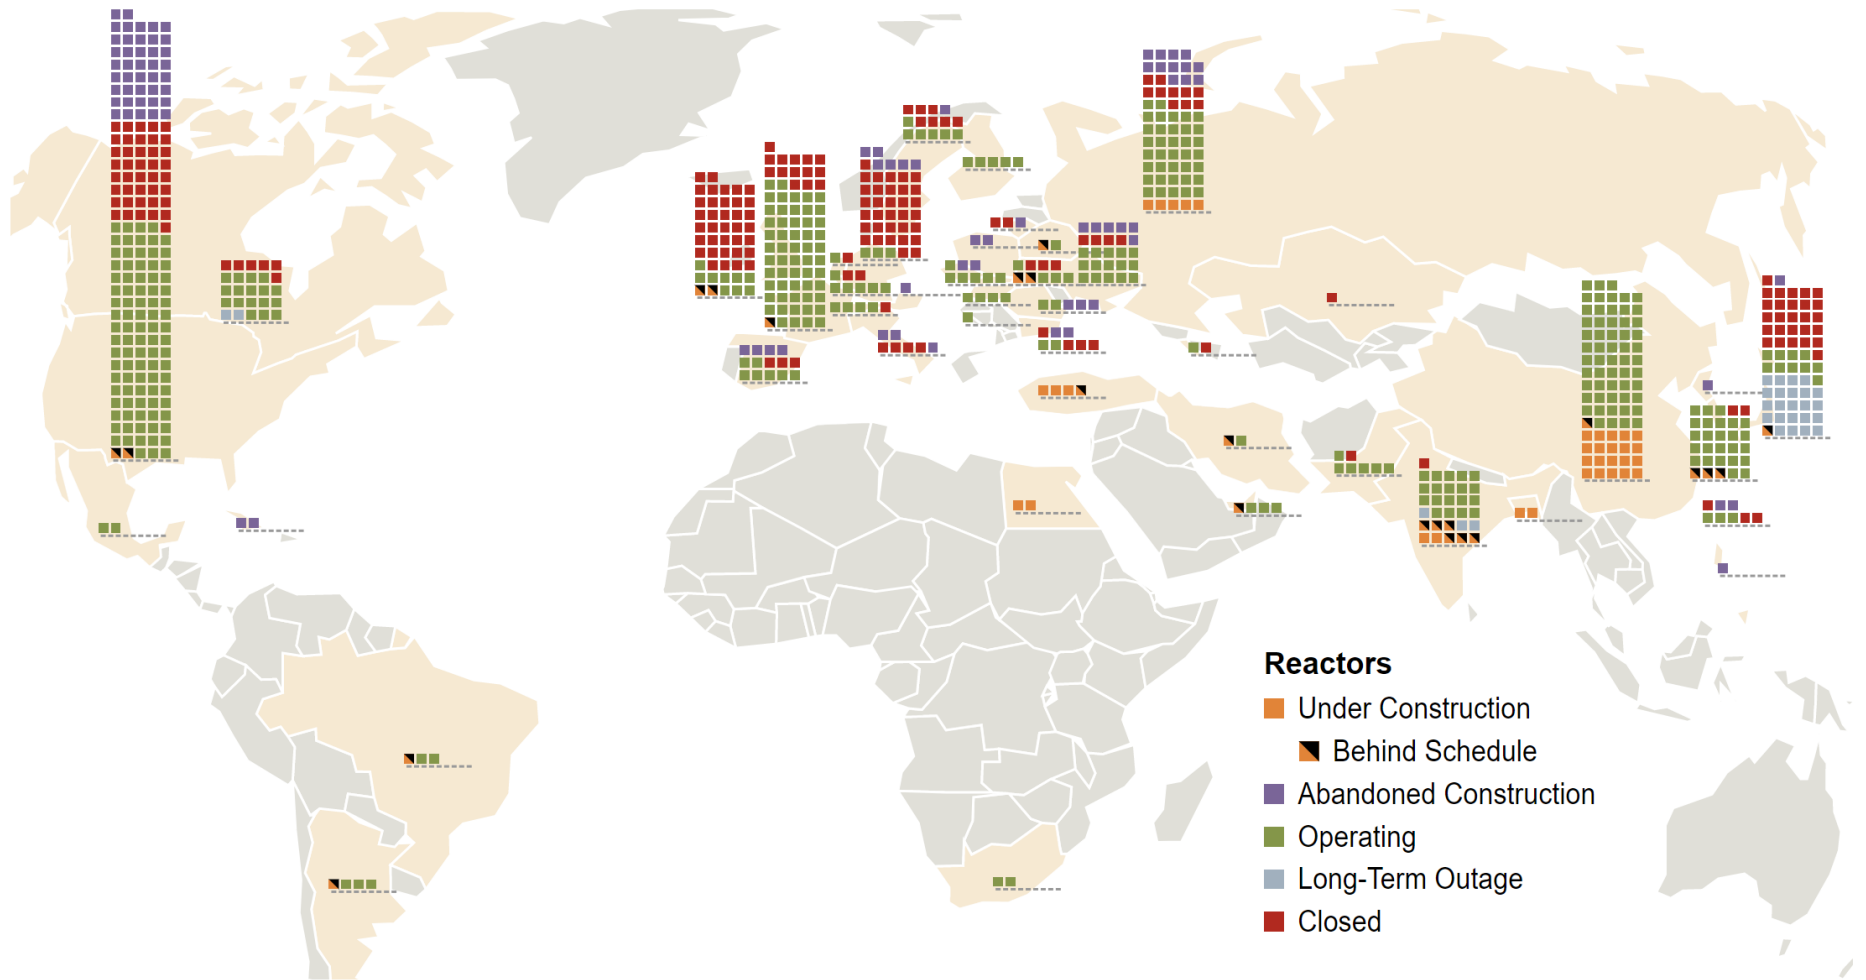 Reactors
Under Construction
Behind Schedule
Abandoned Construction
Operating
Long-Term Outage
Closed